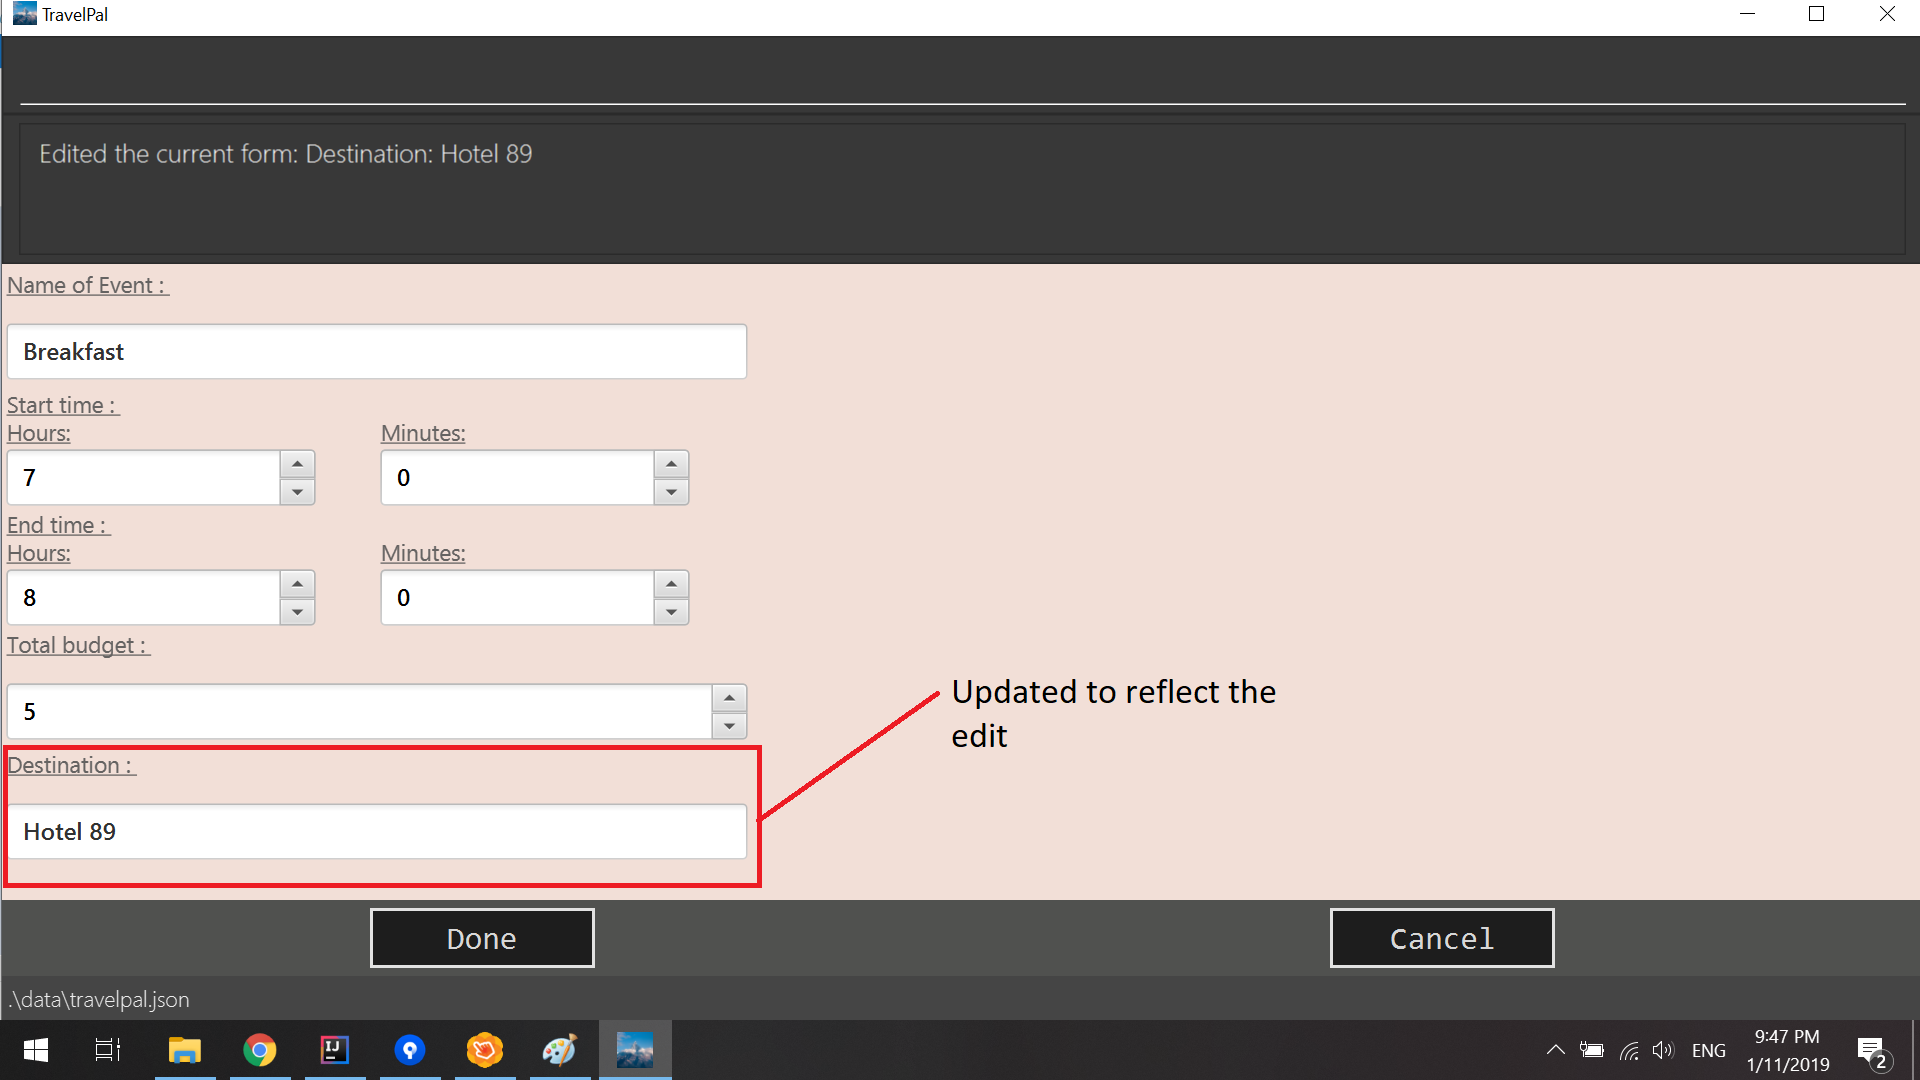 TravelPal
Edited the current form: Destination: Hotel 89
Name of Event :
Breakfast
Start time :
Hours: Minutes:
7 0
End time :
Hours: Minutes:
8 0
Total budget :
5
Updated to reflect the
edit
Destination :
Hotel 89
Done Cancel
.\data\travelpal.json
IJ
ENG
9:47 PM
1/11/2019
2